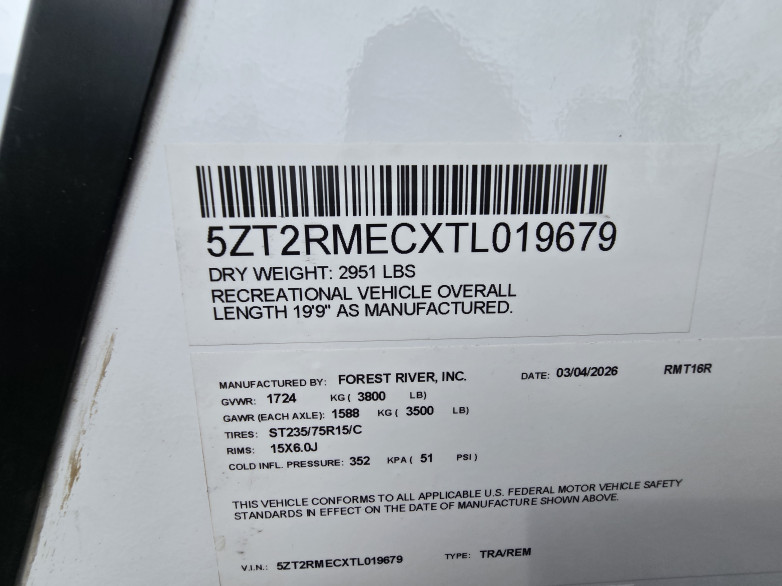 5ZT2RMECXTL019679
DRY WEIGHT: 2951 LBS
RECREATIONAL VEHICLE OVERALL
LENGTH 19'9" AS MANUFACTURED.
MANUFACTURED BY: FOREST RIVER, INC. DATE: 03/04/2026 RMT16R
GVWR: 1724 KG ( 3800 LB)
GAWR (EACH AXLE): 1588 KG ( 3500 LB)
TIRES: ST235/75R15/C
RIMS: 15X6.0J
COLD INFL. PRESSURE: 352 KPA ( 51 PSI )
THIS VEHICLE CONFORMS TO ALL APPLICABLE U.S. FEDERAL MOTOR VEHICLE SAFETY
STANDARDS IN EFFECT ON THE DATE OF MANUFACTURE SHOWN ABOVE.
V.I.N.: 5ZT2RMECXTL019679 TYPE: TRA/REM